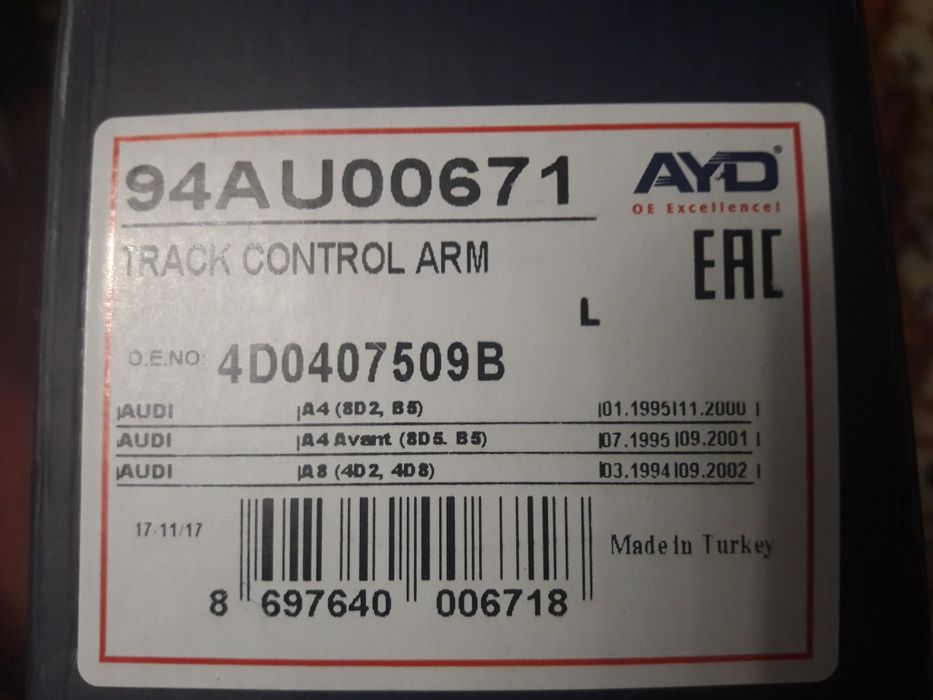 94AU00671
AYD®
OE Excellence!
TRACK CONTROL ARM
EAC
L
O.E.NO: 4D0407509B
|AUDI |A4 (8D2, B5) |01.1995|11.2000 |
|AUDI |A4 Avant (8D5. B5) |07.1995|09.2001 |
|AUDI |A8 (4D2, 4D8) |03.1994|09.2002 |
17/11/17
Made in Turkey
8 697640 006718